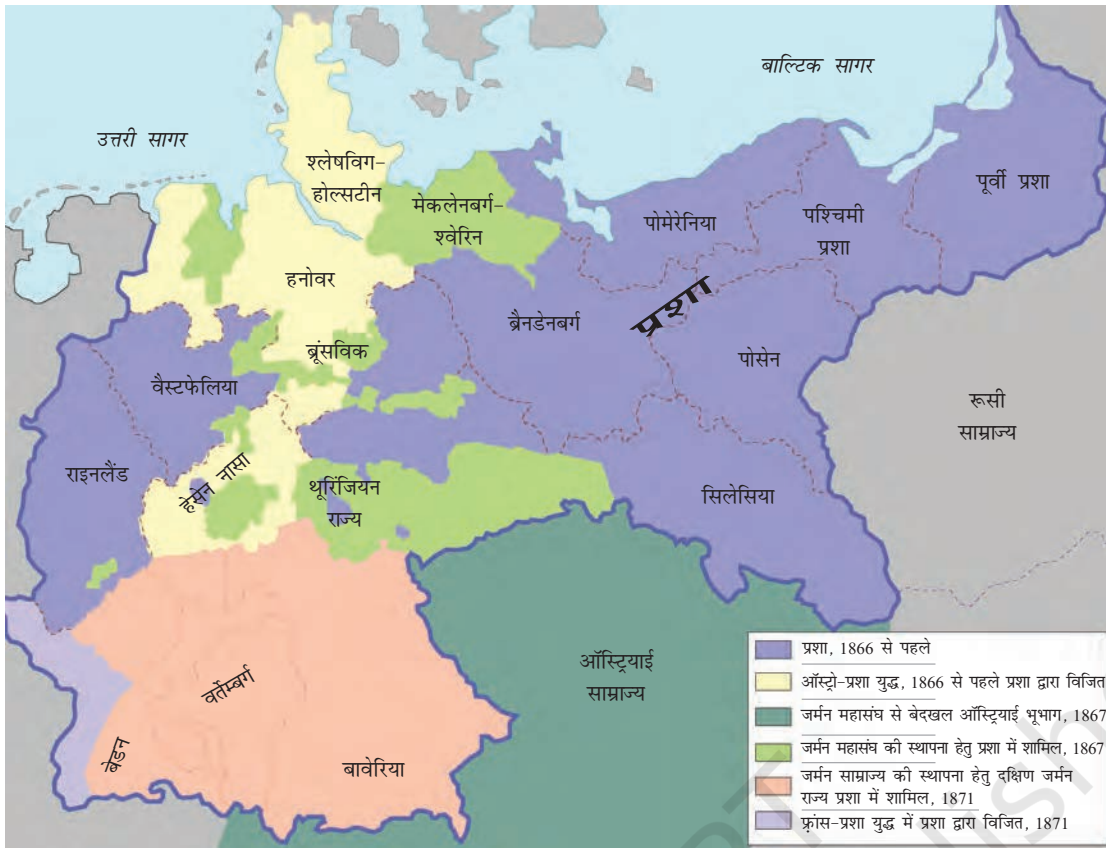 बाल्टिक सागर
उत्तरी सागर
श्लेषविग-
होल्सटीन
मेकलेनबर्ग-
श्वेरिन
पोमेरेनिया
पश्चिमी
प्रशा
पूर्वी प्रशा
हनोवर
ब्रैनडेनबर्ग
प्रशा
ब्रूंसविक
पोसेन
वैस्टफेलिया
रूसी
साम्राज्य
राइनलैंड
हेसेन नासा
थूरिंजियन
राज्य
सिलेसिया
ऑस्ट्रियाई
साम्राज्य
वर्तेम्बर्ग
बेडन
बावेरिया
प्रशा, 1866 से पहले
ऑस्ट्रो-प्रशा युद्ध, 1866 से पहले प्रशा द्वारा विजित
जर्मन महासंघ से बेदखल ऑस्ट्रियाई भूभाग, 1867
जर्मन महासंघ की स्थापना हेतु प्रशा में शामिल, 1867
जर्मन साम्राज्य की स्थापना हेतु दक्षिण जर्मन
राज्य प्रशा में शामिल, 1871
फ़्रांस-प्रशा युद्ध में प्रशा द्वारा विजित, 1871